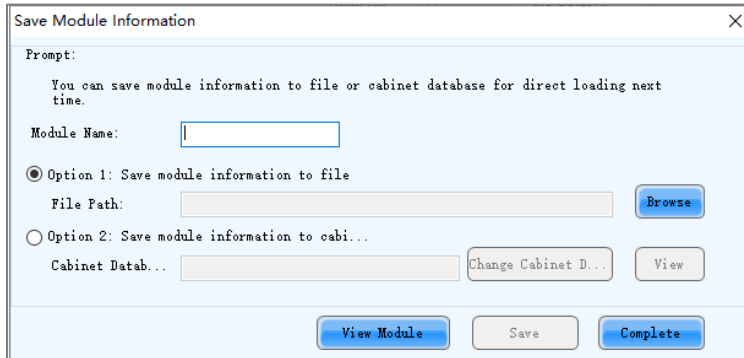 Save Module Information
Prompt:
You can save module information to file or cabinet database for direct loading next
time.
Module Name:
Option 1: Save module information to file
File Path:
Browse
Option 2: Save module information to cabi...
Cabinet Datab...
Change Cabinet D...
View
View Module
Save
Complete